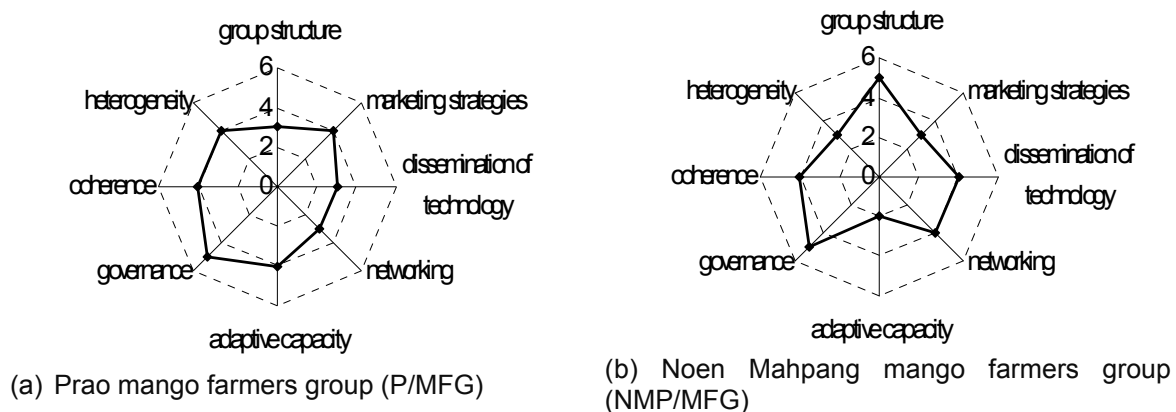 group structure
6
heterogeneity
marketing strategies
4
2
coherence
0
dissemination of
technology
governance
networking
adaptive capacity
(a) Prao mango farmers group (P/MFG)
group structure
6
heterogeneity
marketing strategies
4
2
coherence
0
dissemination of
technology
governance
networking
adaptive capacity
(b) Noen Mahpang mango farmers group
(NMP/MFG)